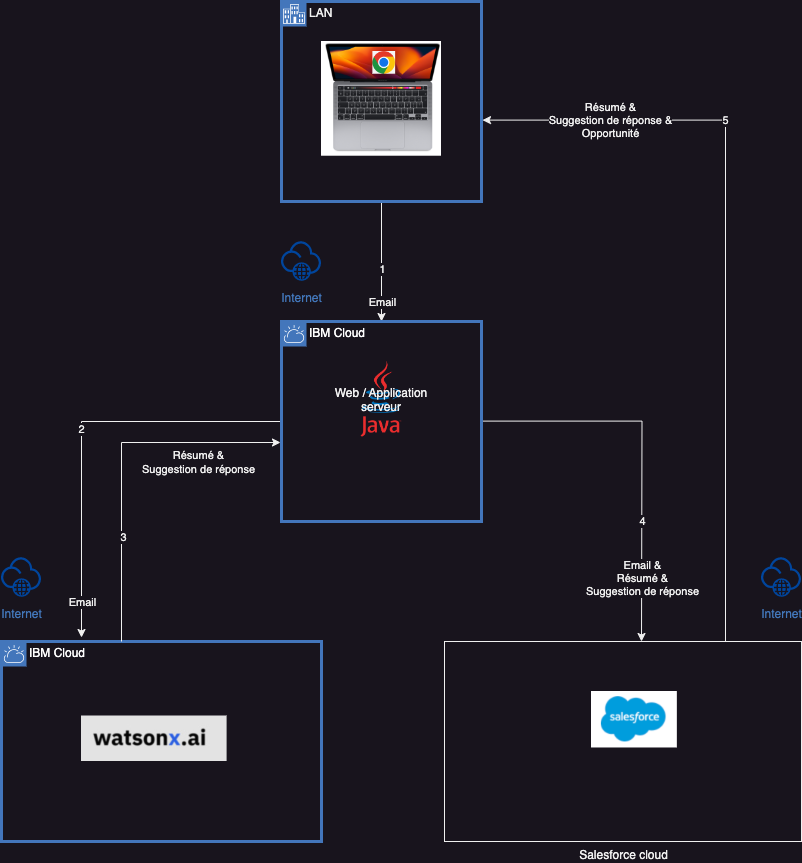 LAN
Résumé &
Suggestion de réponse &
Opportunité
5
1
Internet
Email
IBM Cloud
Web / Application
serveur
Java
2
Résumé &
Suggestion de réponse
3
4
Email &
Résumé &
Suggestion de réponse
Internet
Email
Internet
IBM Cloud
watsonx.ai
salesforce
Salesforce cloud